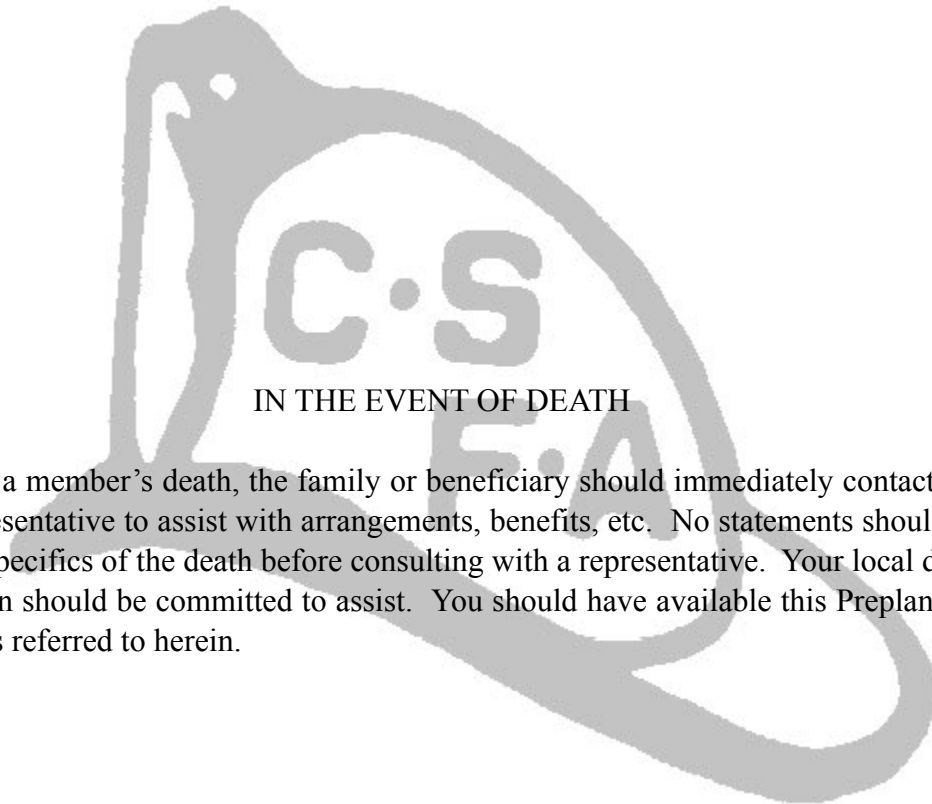 C·S
IN THE EVENT OF DEATH
F·A
a member’s death, the family or beneficiary should immediately contact
esentative to assist with arrangements, benefits, etc. No statements shoul
pecifics of the death before consulting with a representative. Your local d
n should be committed to assist. You should have available this Preplan
s referred to herein.